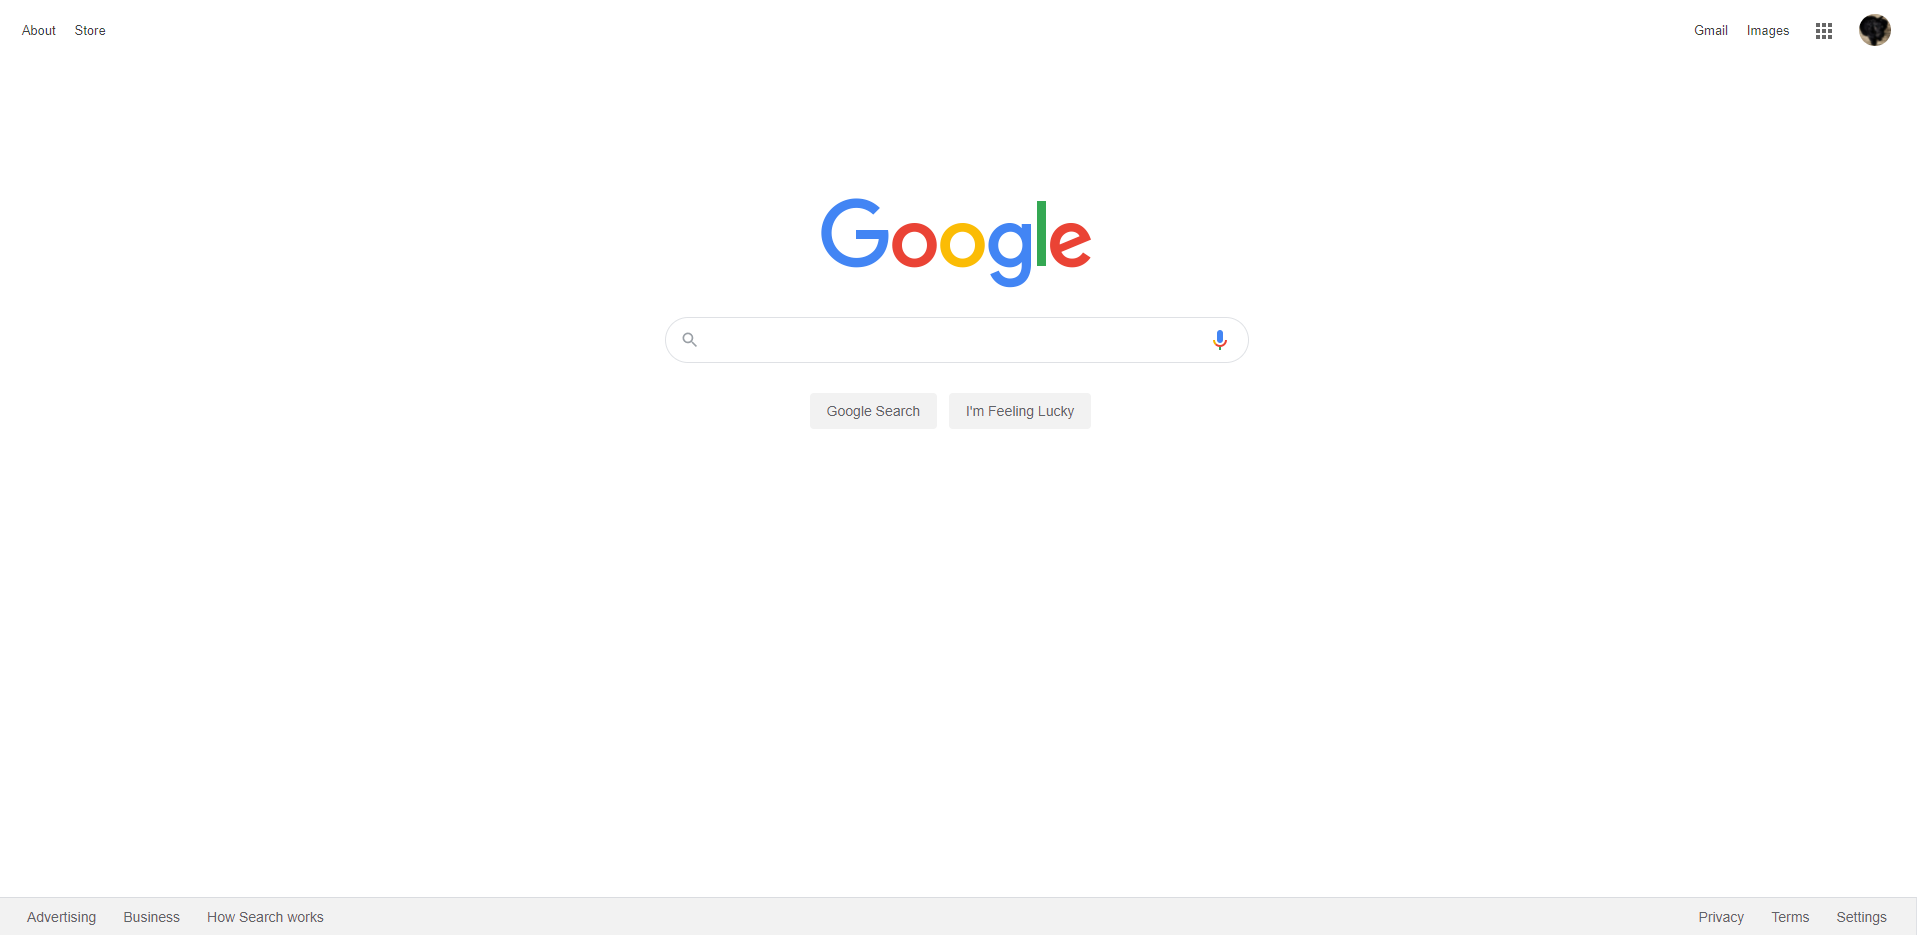 About Store
Gmail Images
Google
Google Search I'm Feeling Lucky
Advertising Business How Search works
Privacy Terms Settings